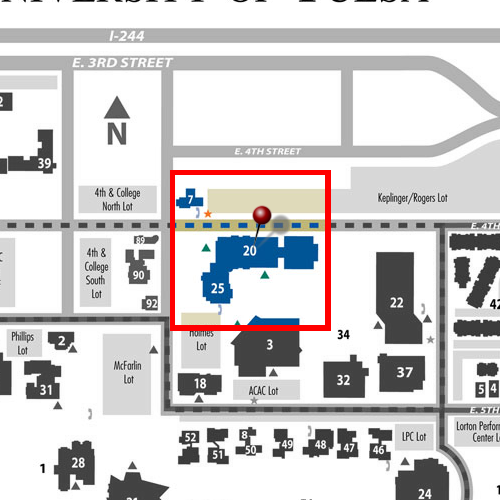 UNIVERSITY OF TULSA
I-244
E. 3RD STREET
2
N
39
E. 4TH STREET
4th & College
North Lot
7
Keplinger/Rogers Lot
E. 4TH
89
4th &
College
South
Lot
90
20
25
92
22
42
Phillips
Lot
2
Holmes
Lot
34
3
McFarlin
Lot
31
18
ACAC Lot
32
37
5 4
E. 5TH
52
51
8
50
49
48
47
46
LPC Lot
Lorton Perform
Center L
1
28
24